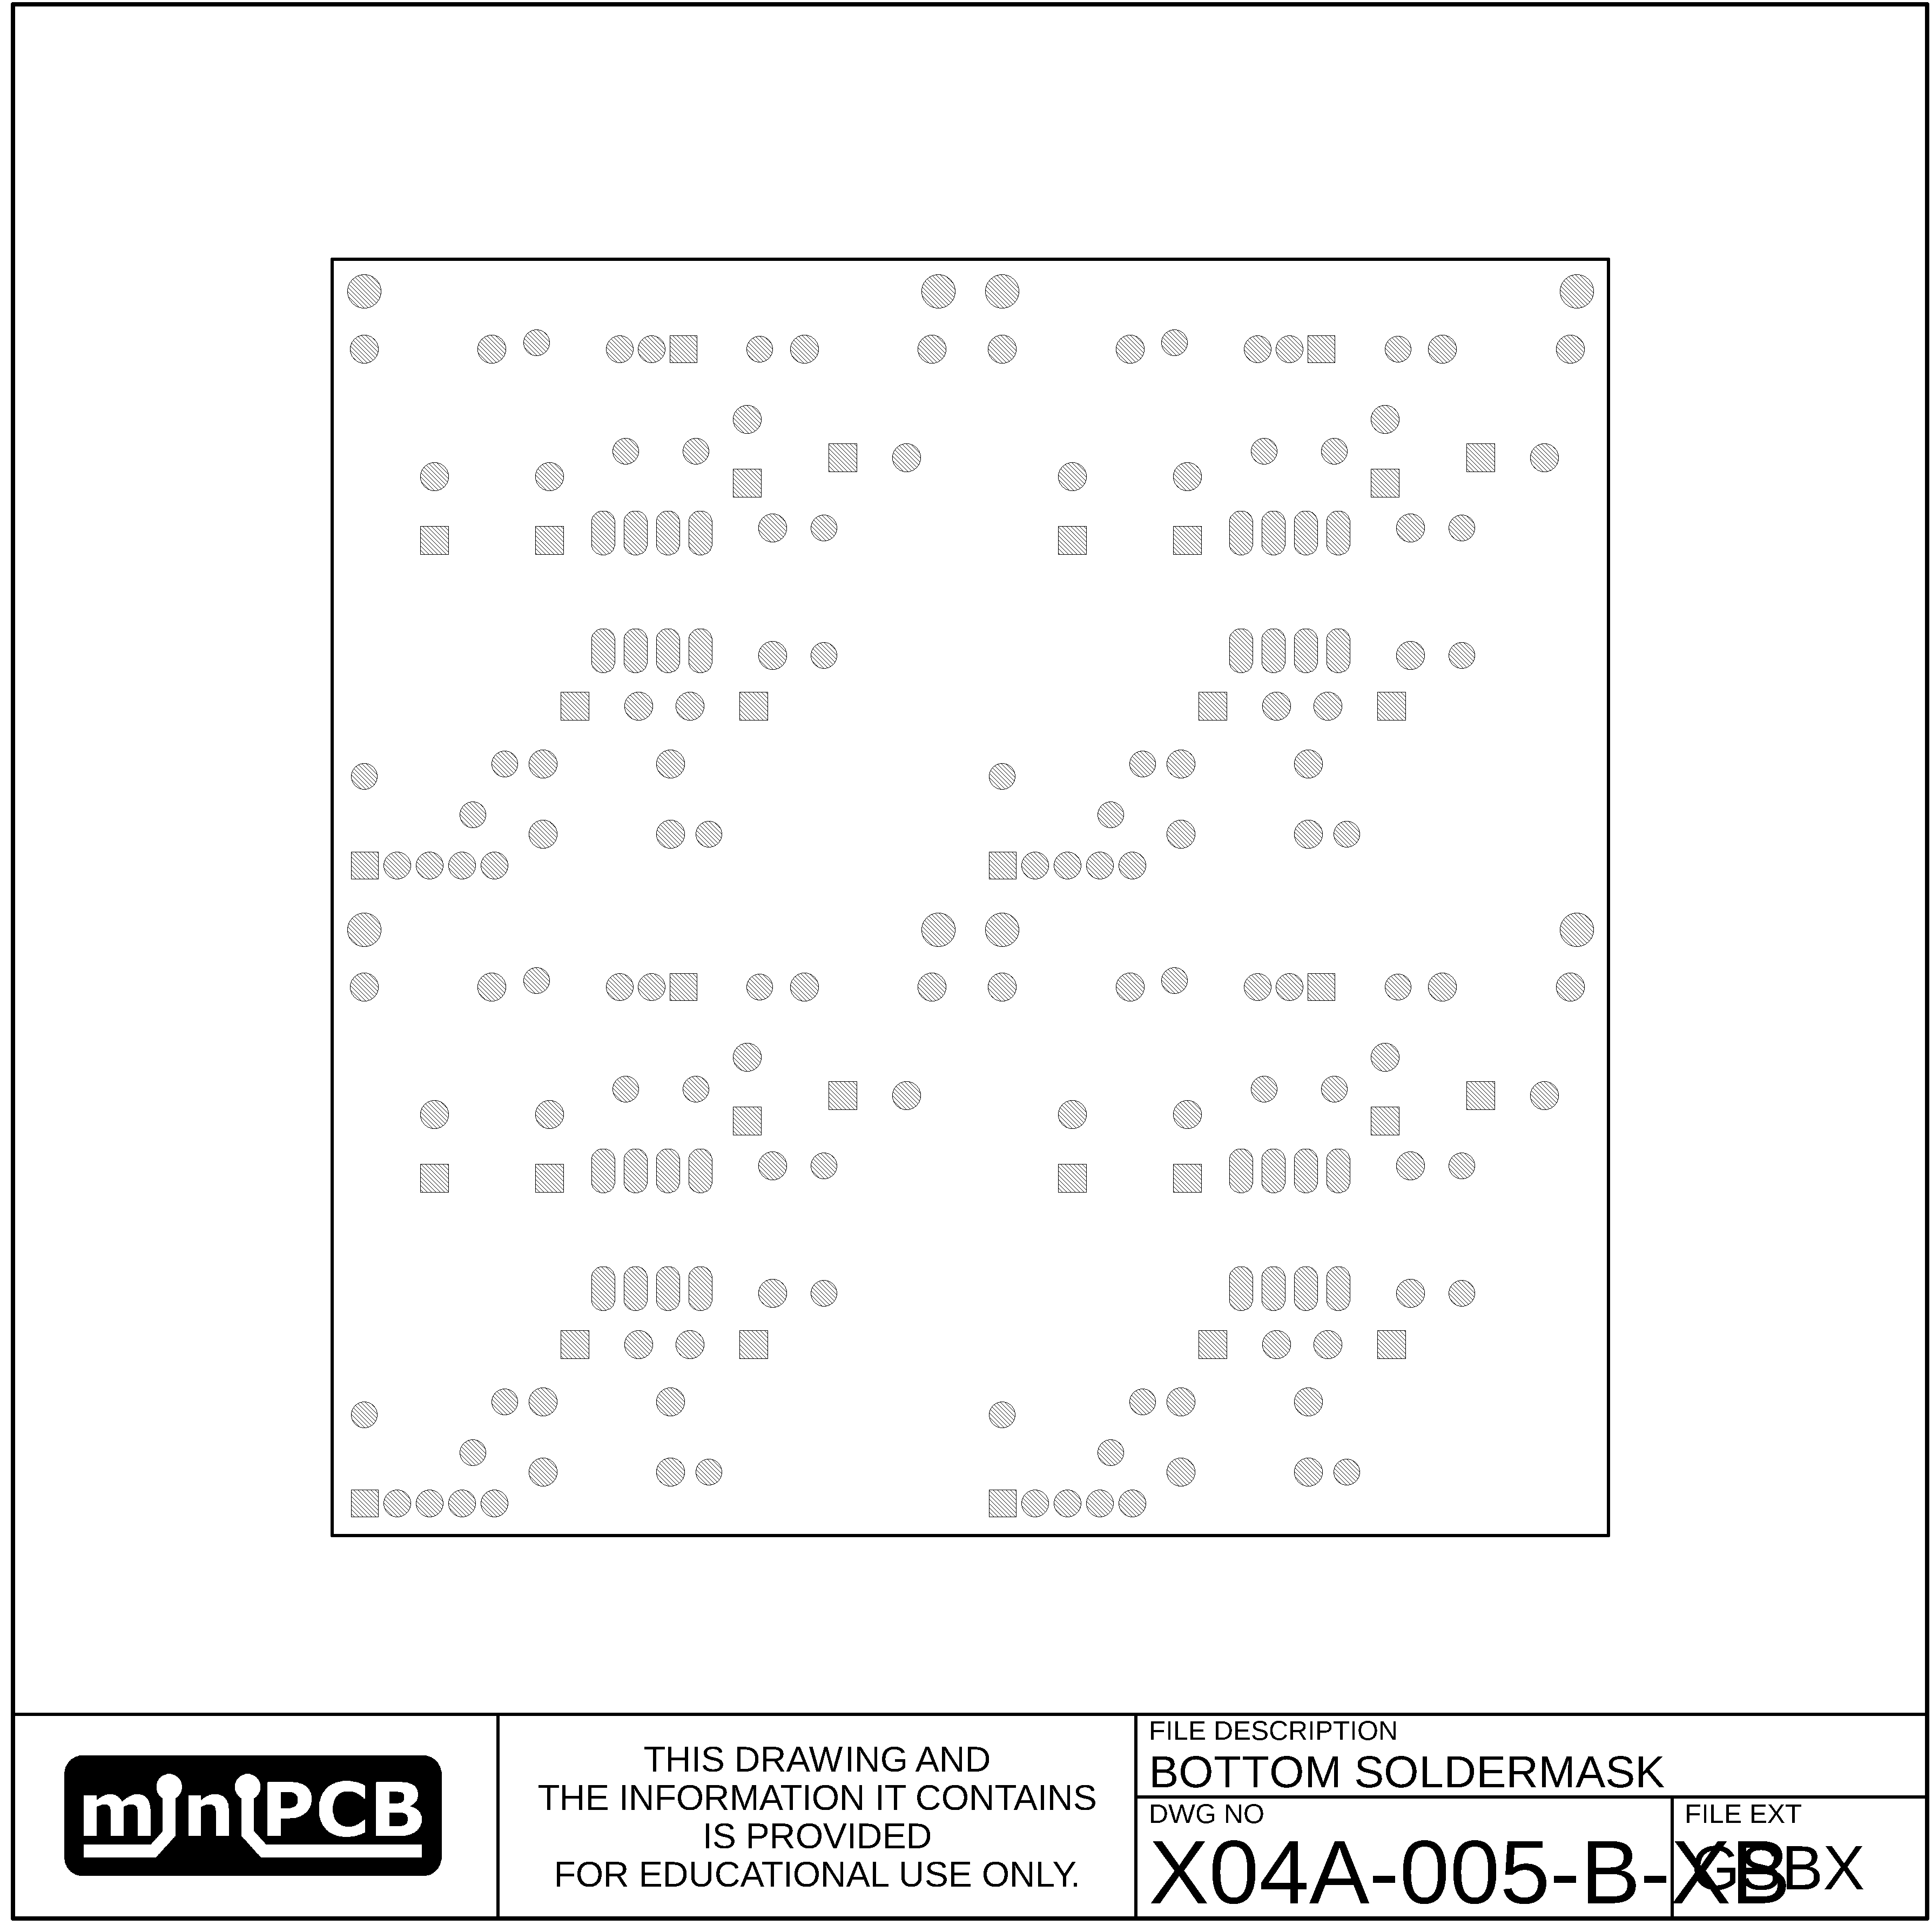 miniPCB
THIS DRAWING AND
THE INFORMATION IT CONTAINS
IS PROVIDED
FOR EDUCATIONAL USE ONLY.
FILE DESCRIPTION
BOTTOM SOLDERMASK
DWG NO
X04A-005-B-XB
FILE EXT
GSBX